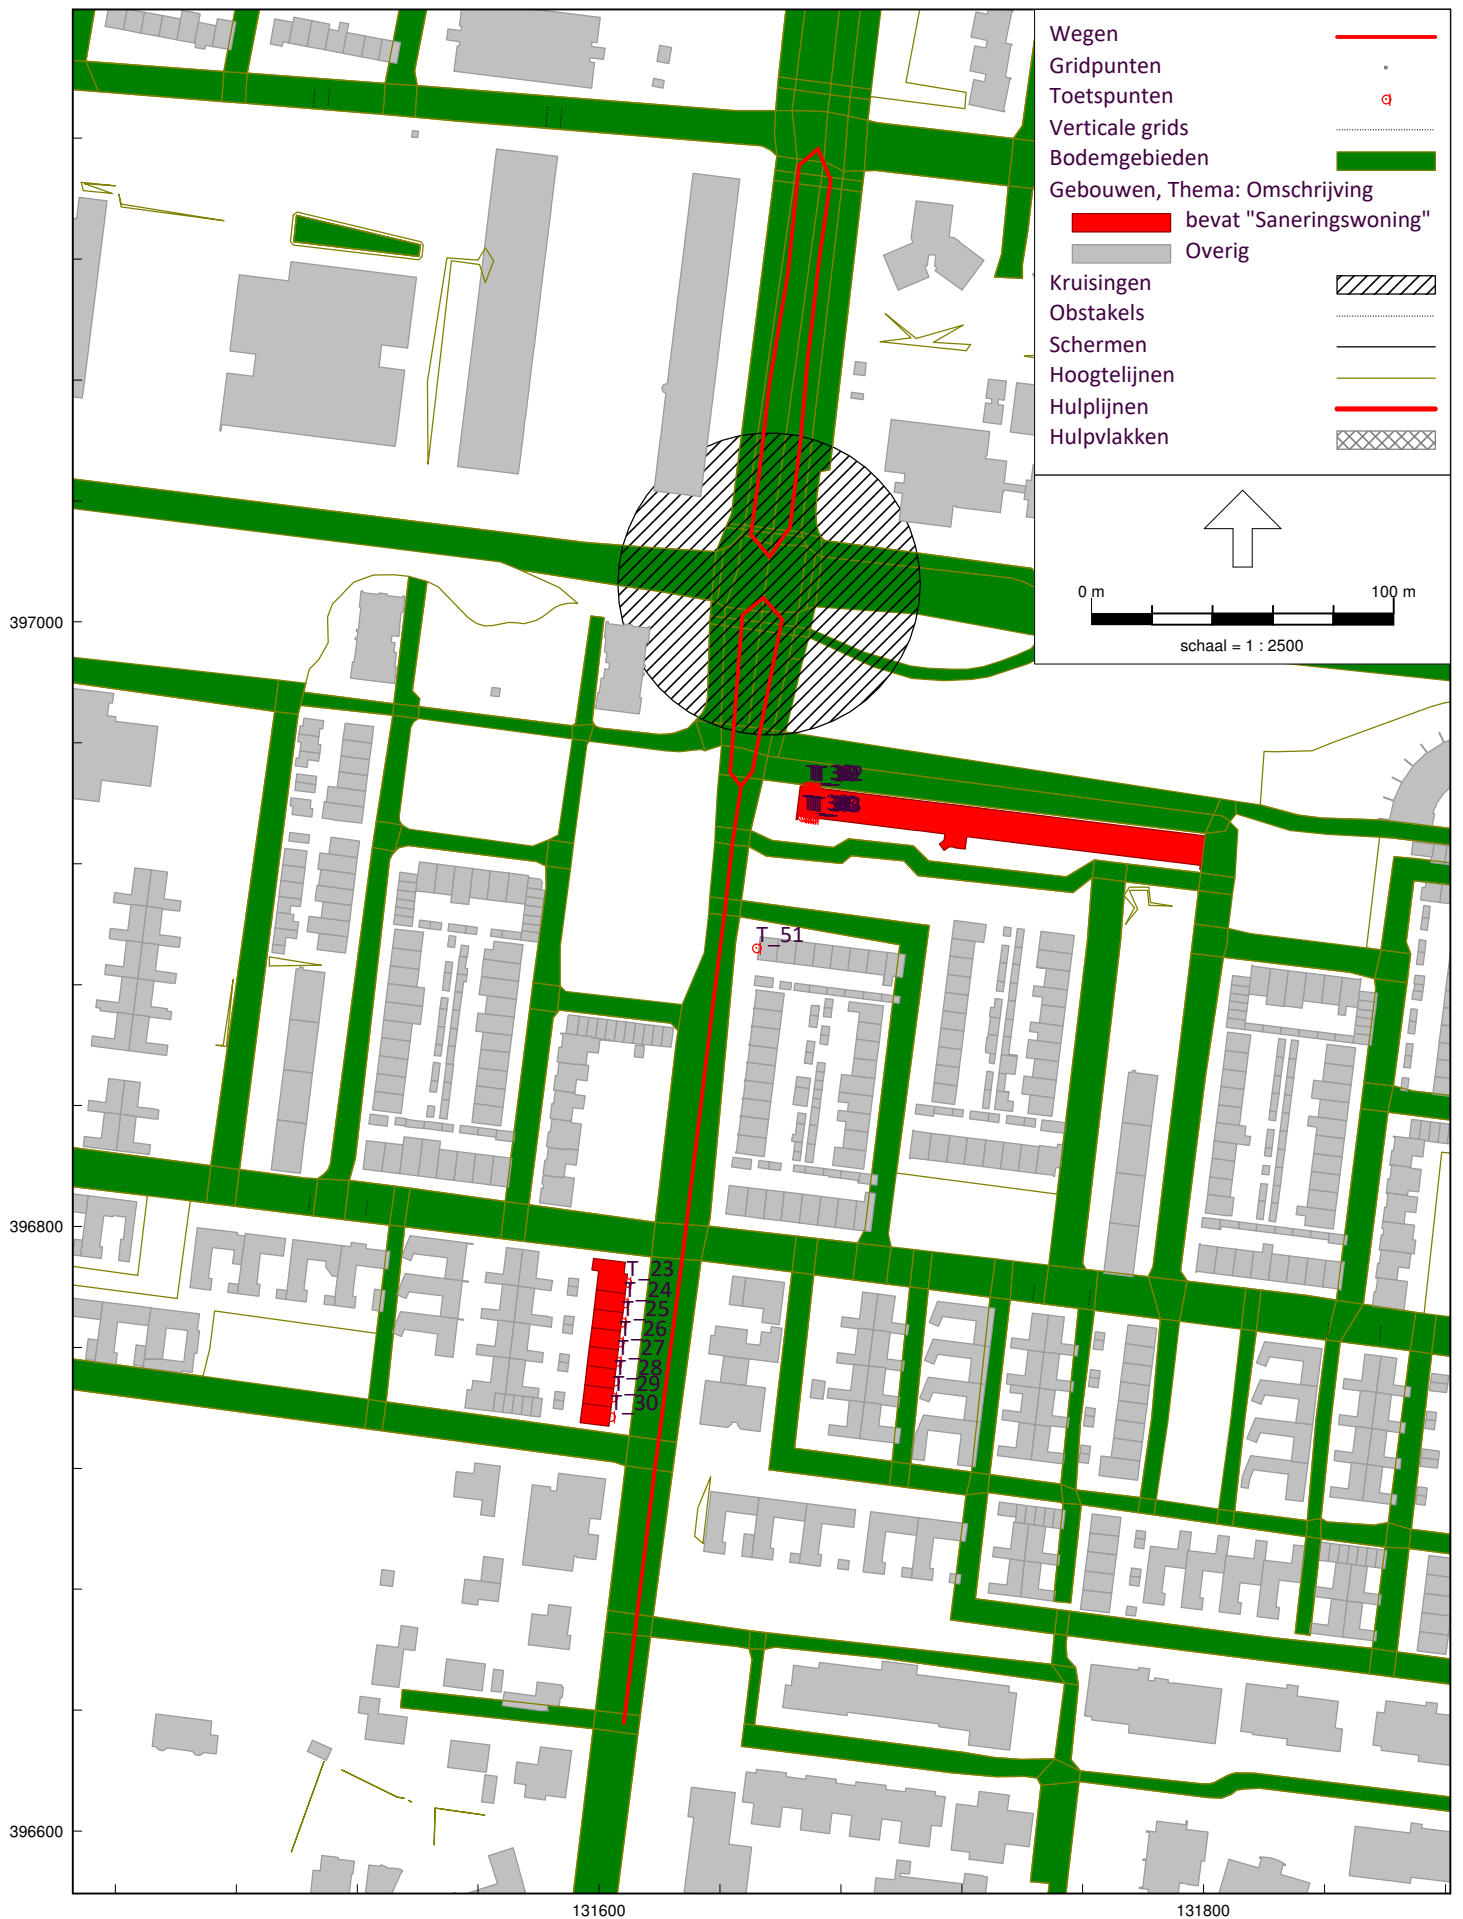 Wegen
Gridpunten
Toetspunten
Verticale grids
Bodemgebieden
Gebouwen, Thema: Omschrijving
bevat "Saneringswoning"
Overig
Kruisingen
Obstakels
Schermen
Hoogtelijnen
Hulplijnen
Hulpvlakken
0 m 100 m
schaal = 1 : 2500
397000
T_51
396800
T_23
T_24
T_25
T_26
T_27
T_28
T_29
T_30
396600
131600 131800